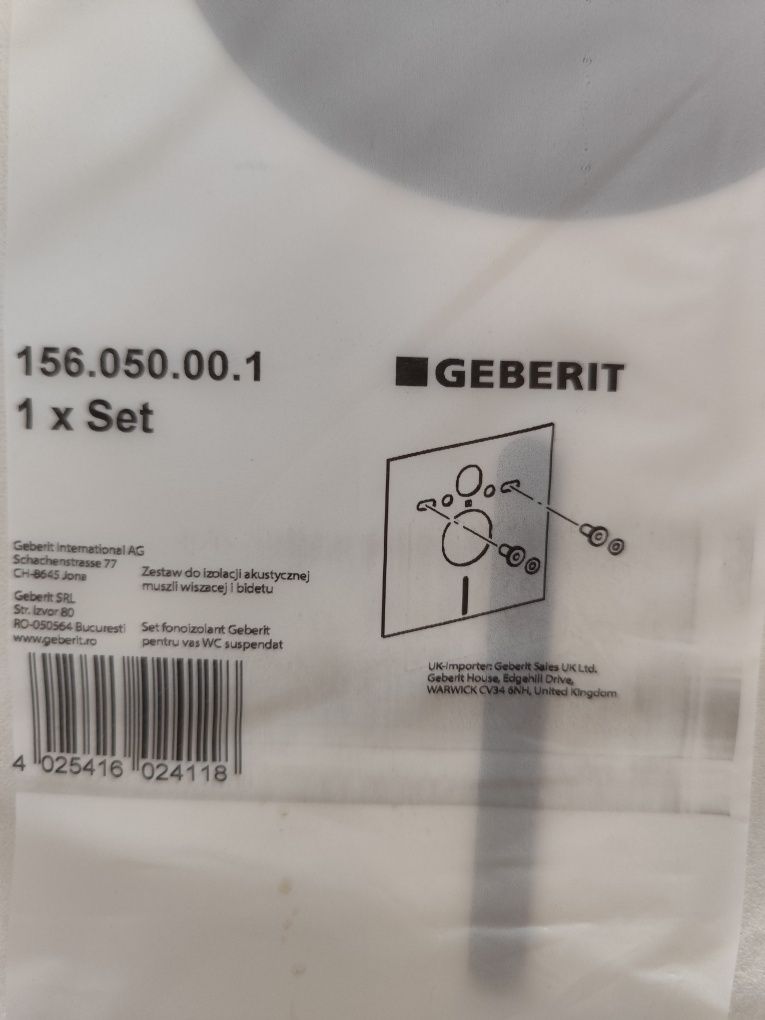 156.050.00.1
1 x Set
GEBERIT
Geberit International AG
Schachenstrasse 77
CH-8645 Jona
Geberit SRL
Str. Izvor 80
RO-050564 Bucuresti
www.geberit.ro
Zestaw do izolacji akustycznej
muszli wiszacej i bidetu
Set fonoizolant Geberit
pentru vas WC suspendat
UK-Importer: Geberit Sales UK Ltd.
Geberit House, Edgehill Drive,
WARWICK CV34 6NH, United Kingdom
4 025416 024118